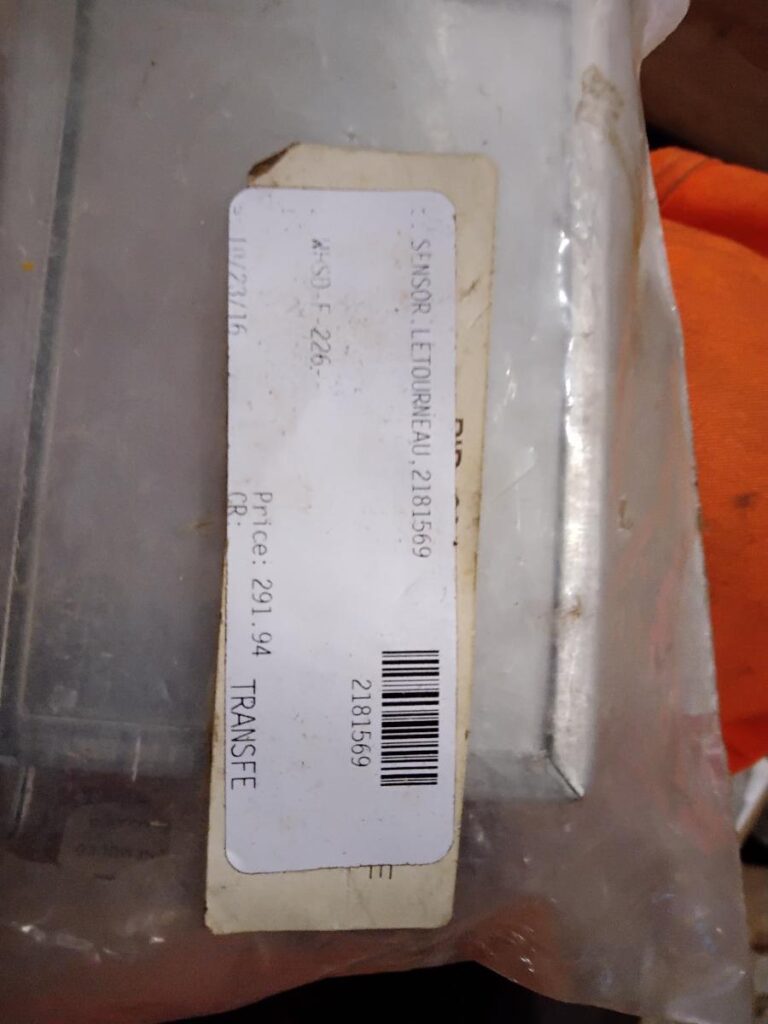 SENSOR,LETOURNEAU,2181569
2181569
W-SD-F-226-
Price: 291.94
CR:
10/23/16
TRANSFE